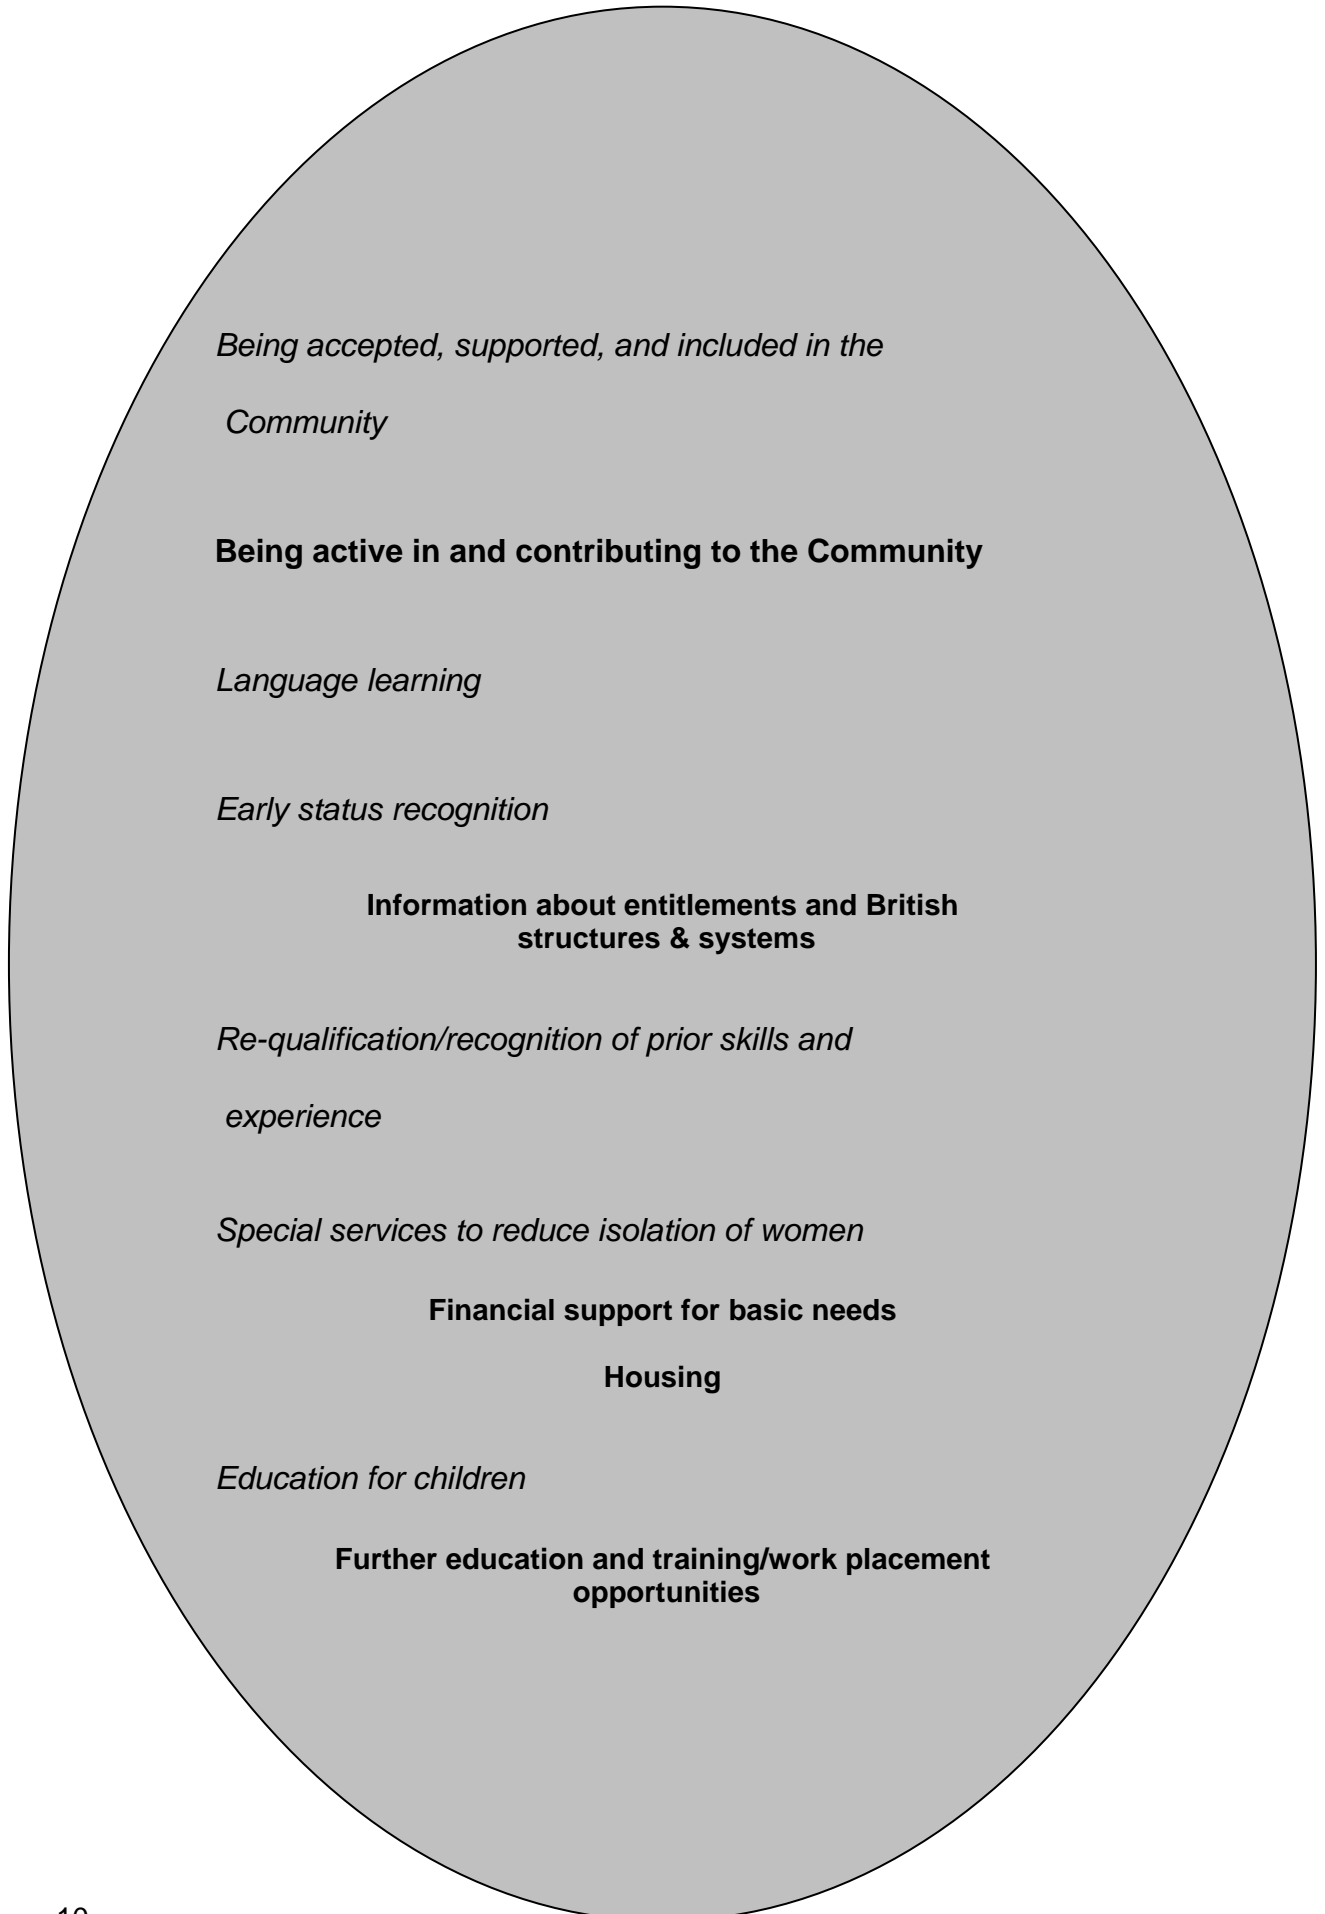 Being accepted, supported, and included in the
Community
Being active in and contributing to the Community
Language learning
Early status recognition
Information about entitlements and British
structures & systems
Re-qualification/recognition of prior skills and
experience
Special services to reduce isolation of women
Financial support for basic needs
Housing
Education for children
Further education and training/work placement
opportunities